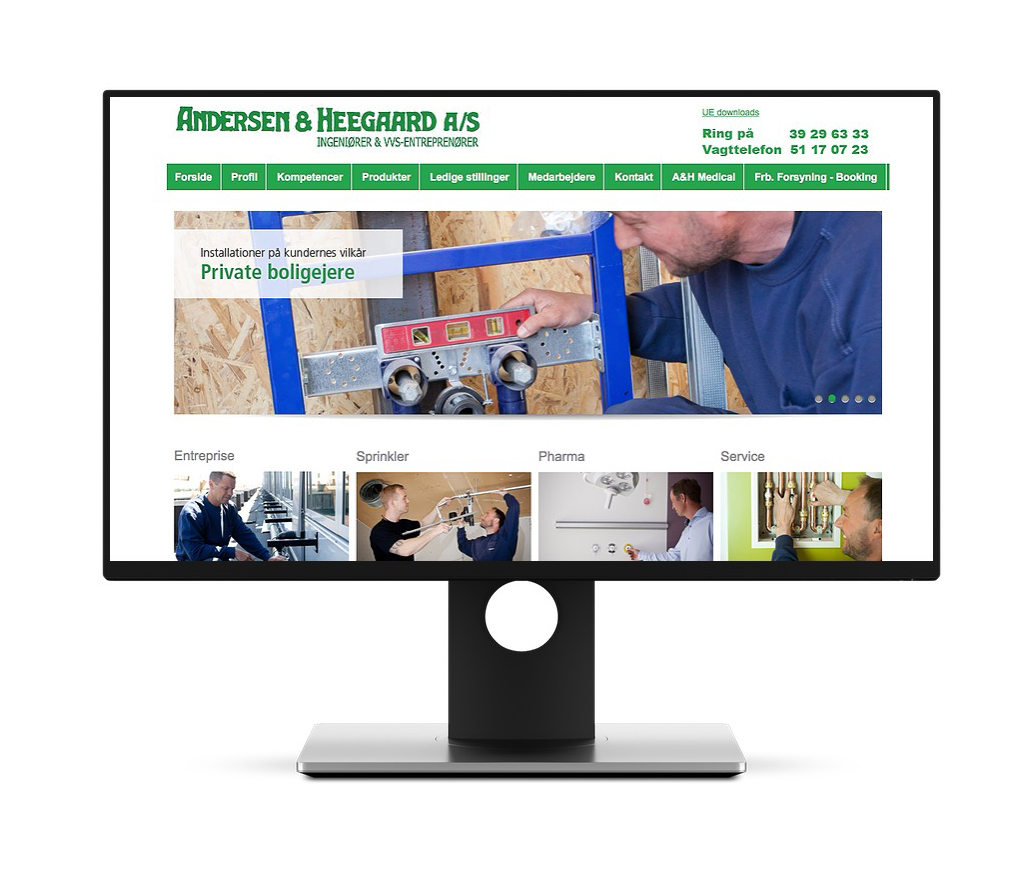 ANDERSEN & HEEGAARD A/S
INGENIØRER & VVS-ENTREPRENØRER
UE downloads
Ring på 39 29 63 33
Vagttelefon 51 17 07 23
Forside Profil Kompetencer Produkter Ledige stillinger Medarbejdere Kontakt A&H Medical Frb. Forsyning - Booking
Installationer på kundernes vilkår
Private boligejere
Entreprise Sprinkler Pharma Service